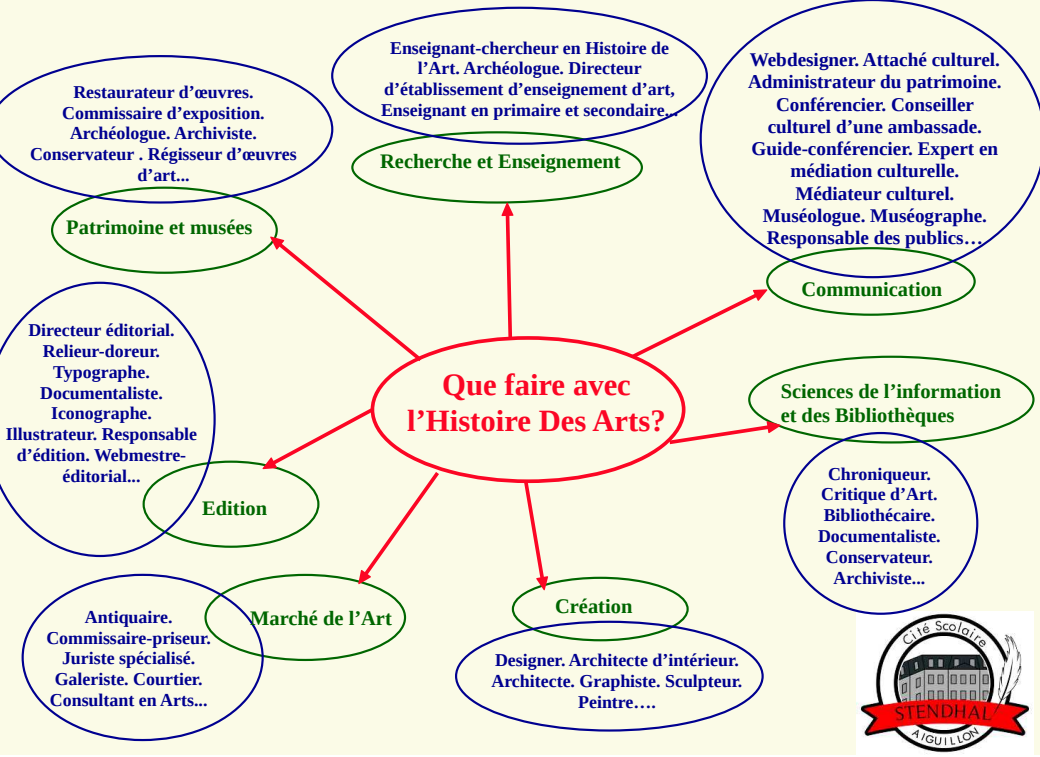 Enseignant-chercheur en Histoire de
l’Art. Archéologue. Directeur
d’établissement d’enseignement d’art,
Enseignant en primaire et secondaire...
Recherche et Enseignement
Restaurateur d’œuvres.
Commissaire d’exposition.
Archéologue. Archiviste.
Conservateur . Régisseur d’œuvres
d’art...
Patrimoine et musées
Webdesigner. Attaché culturel.
Administrateur du patrimoine.
Conférencier. Conseiller
culturel d’une ambassade.
Guide-conférencier. Expert en
médiation culturelle.
Médiateur culturel.
Muséologue. Muséographe.
Responsable des publics…
Communication
Directeur éditorial.
Relieur-doreur.
Typographe.
Documentaliste.
Iconographe.
Illustrateur. Responsable
d’édition. Webmestre-
éditorial...
Edition
Que faire avec
l’Histoire Des Arts?
Sciences de l’information
et des Bibliothèques
Chroniqueur.
Critique d’Art.
Bibliothécaire.
Documentaliste.
Conservateur.
Archiviste...
Marché de l’Art
Antiquaire.
Commissaire-priseur.
Juriste spécialisé.
Galeriste. Courtier.
Consultant en Arts...
Création
Designer. Architecte d’intérieur.
Architecte. Graphiste. Sculpteur.
Peintre….
Cité Scolaire
STENDHAL
AIGUILLON